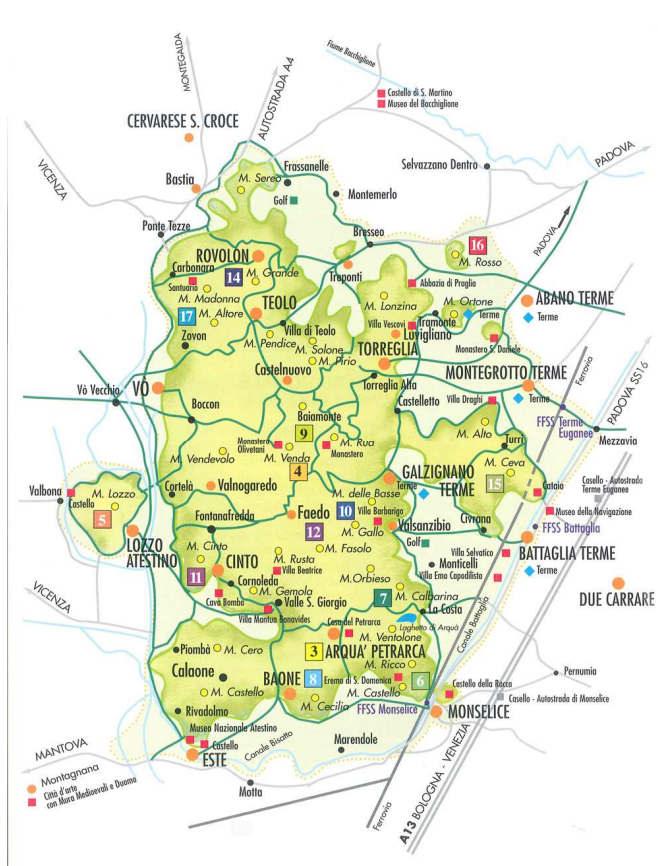 Fiume Bacchiglione
MONTEGALDA
AUTOSTRADA A4
Castello di S. Martino
Museo del Bacchiglione
CERVARESE S. CROCE
PADOVA
VICENZA
Frassanelle
Selvazzano Dentro
Bastia
M. Sereo
Golf
Montemerlo
Ponte Tezze
Bresseo
PADOVA
16
ROVOLON
M. Rosso
Carbonara
14
M. Grande
Treponti
Santuario
Abbazia di Praglia
M. Madonna
M. Lonzina
M. Ortone
ABANO TERME
17
M. Altore
TEOLO
Tramonte
Terme
Terme
Villa Vescovi
Villa di Teolo
Luvigliano
Zovon
M. Pendice
M. Solone
TORREGLIA
Monastero S. Daniele
M. Pirio
Ferrovia
PADOVA SS16
Castelnuovo
MONTEGROTTO TERME
Torreglia Alta
Vò Vecchio
VÒ
Villa Draghi
Terme
Boccon
Baiamonte
Castelletto
FFSS Terme
Euganee
9
M. Alto
Mezzavia
Monastero
Olivetani
M. Rua
Turri
M. Vendevolo
M. Venda
Monastero
M. Ceva
4
GALZIGNANO
TERME
15
Casello - Autostrada
Terme Euganee
Valbona
M. Lozzo
Cortelà
Valnogaredo
M. delle Basse
Terme
Cataio
Castello
Villa Barbarigo
5
Fontanafredda
Faedo
10
Valsanzibio
Civrana
Museo della Navigazione
M. Gallo
FFSS Battaglia
LOZZO
ATESTINO
12
Golf
BATTAGLIA TERME
M. Cinto
M. Fasolo
Villa Selvatico
CINTO
M. Rusta
Monticelli
Terme
11
Villa Beatrice
M. Orbieso
Villa Emo Capodilista
Cornoleda
VICENZA
M. Gemola
7
M. Calbarina
DUE CARRARE
Cava Bomba
Valle S. Giorgio
La Costa
Villa Mantua Benavides
Canale Battaglia
Casa del Petrarca
Laghetto di Arquà
M. Ventolone
Piombà
M. Cero
3
ARQUA' PETRARCA
Calaone
M. Ricco
Pernumia
8
Eremo di S. Domenica
6
Castello della Rocca
M. Castello
BAONE
M. Castello
Casello - Autostrada di Monselice
Rivadolmo
M. Cecilia
FFSS Monselice
MONSELICE
Museo Nazionale Atestino
Castello
Canale Bisatto
Marendole
MANTOVA
ESTE
Montagnana
Motta
Città d'arte
con Mura Medioevali e Duomo
Ferrovia
A13 BOLOGNA - VENEZIA